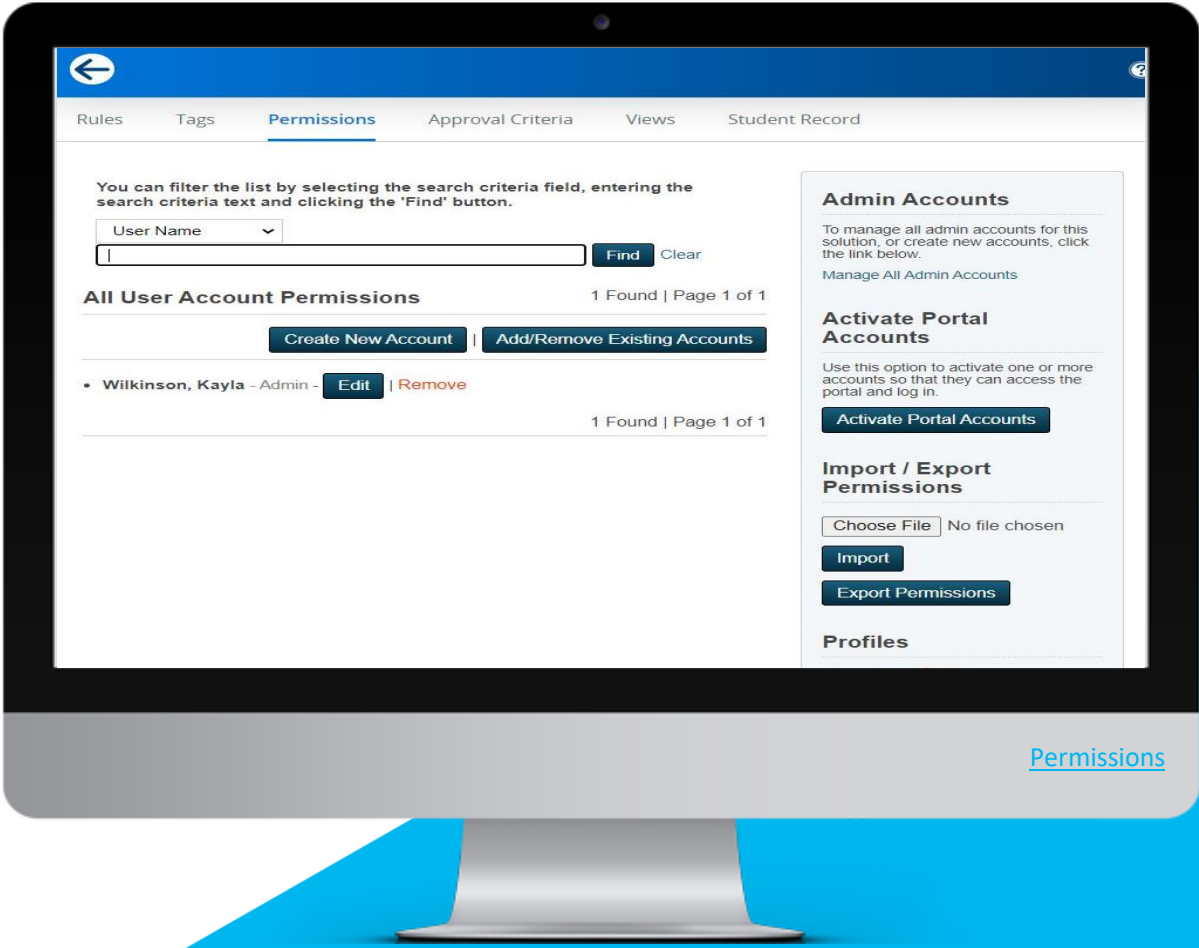 Rules Tags Permissions Approval Criteria Views Student Record
You can filter the list by selecting the search criteria field, entering the
search criteria text and clicking the 'Find' button.
User Name
Find Clear
All User Account Permissions 1 Found | Page 1 of 1
Create New Account | Add/Remove Existing Accounts
• Wilkinson, Kayla - Admin - Edit | Remove
1 Found | Page 1 of 1
Admin Accounts
To manage all admin accounts for this
solution, or create new accounts, click
the link below.
Manage All Admin Accounts
Activate Portal
Accounts
Use this option to activate one or more
accounts so that they can access the
portal and log in.
Activate Portal Accounts
Import / Export
Permissions
Choose File No file chosen
Import
Export Permissions
Profiles
Permissions